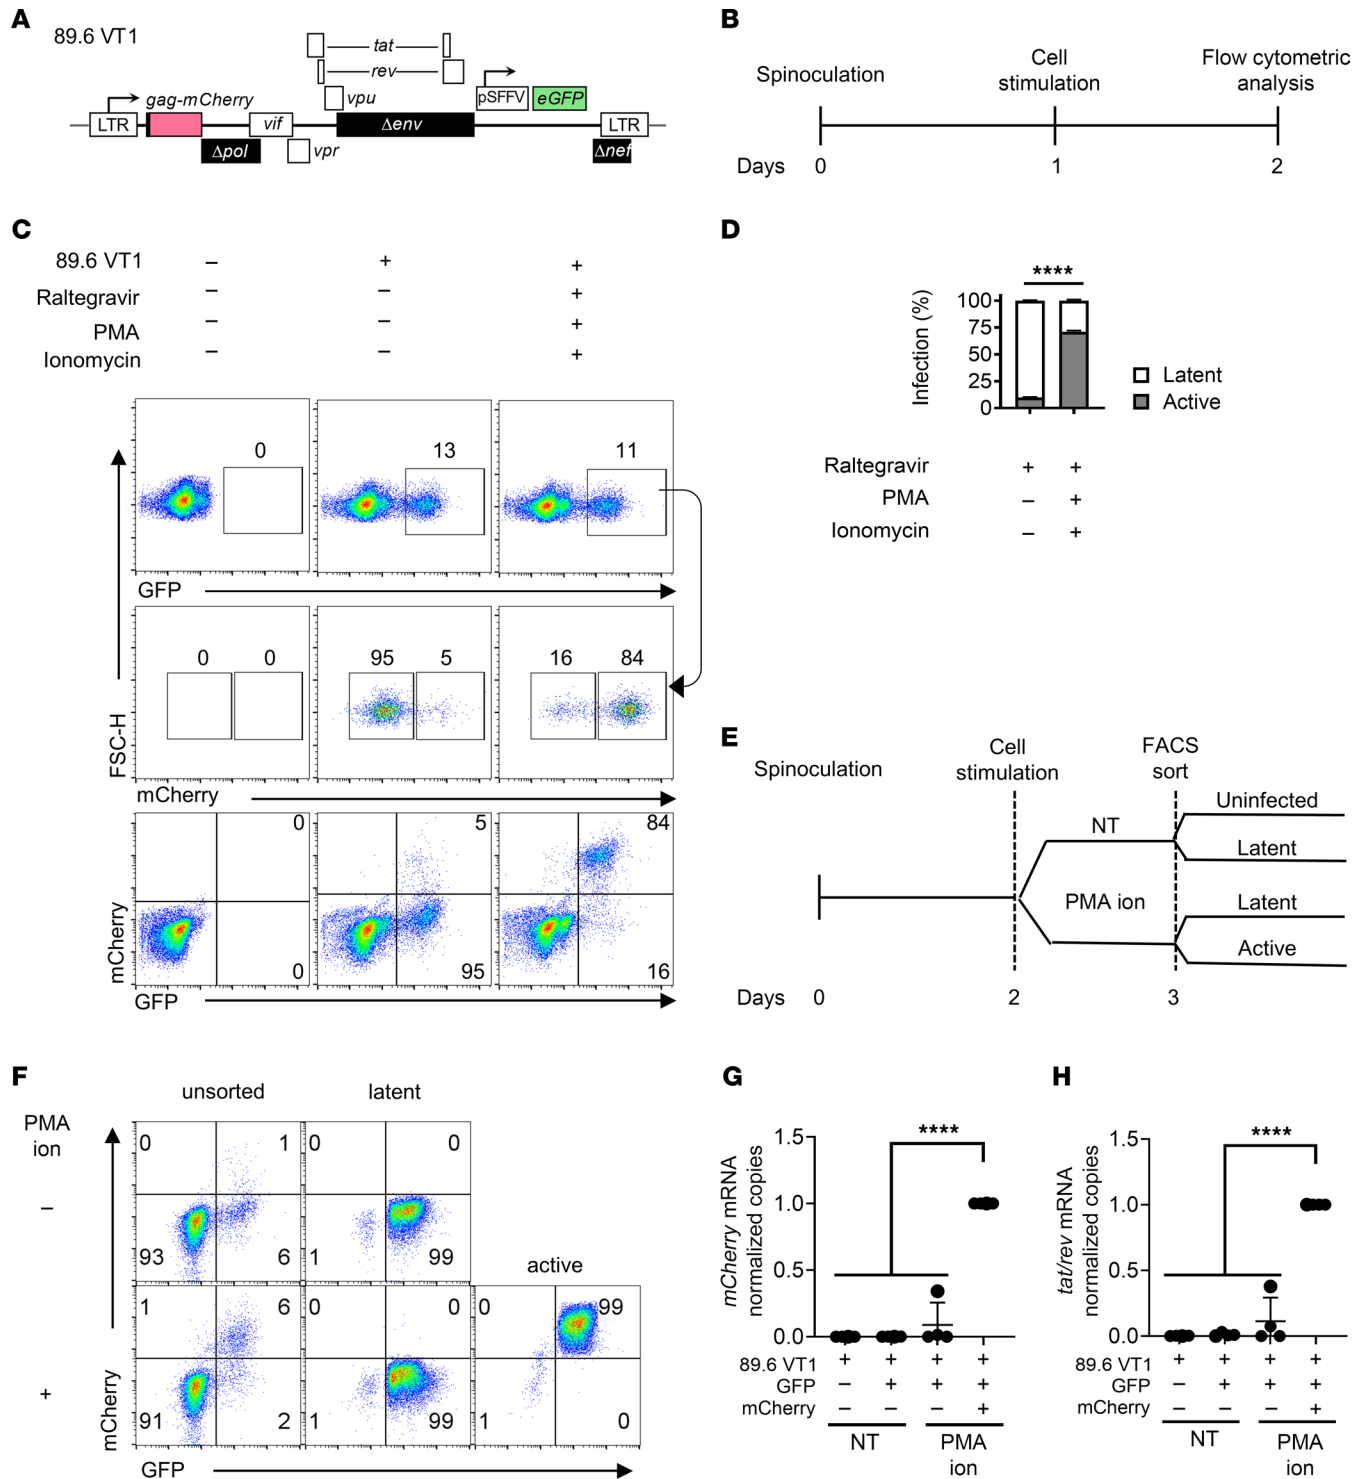 A
89.6 VT1
tat
rev
vpu
gag-mCherry
pSFFV
eGFP
LTR
vif
Δenv
LTR
Δpol
vpr
Δnef
B
Spinoculation
Cell
stimulation
Flow cytometric
analysis
Days 0 1 2
C
89.6 VT1 – + +
Raltegravir – – +
PMA – – +
Ionomycin – – +
0 13 11
GFP
0 0 95 5 16 84
FSC-H
mCherry
0 5 84
mCherry
0 95 16
GFP
D
****
Infection (%)
100
75
50
25
0
Latent
Active
Raltegravir + +
PMA – +
Ionomycin – +
E
Spinoculation
Cell
stimulation
FACS
sort
Uninfected
NT
Latent
PMA ion
Latent
Active
Days 0 2 3
F
unsorted latent
PMA
ion
0 1 0 0
–
93 6 1 99
active
1 6 0 0 0 99
+
91 2 1 99 1 0
mCherry
GFP
G
****
mCherry mRNA
normalized copies
1.5
1.0
0.5
0.0
89.6 VT1 + + + +
GFP – + + +
mCherry – – – +
NT PMA
ion
H
****
tat/rev mRNA
normalized copies
1.5
1.0
0.5
0.0
89.6 VT1 + + + +
GFP – + + +
mCherry – – – +
NT PMA
ion